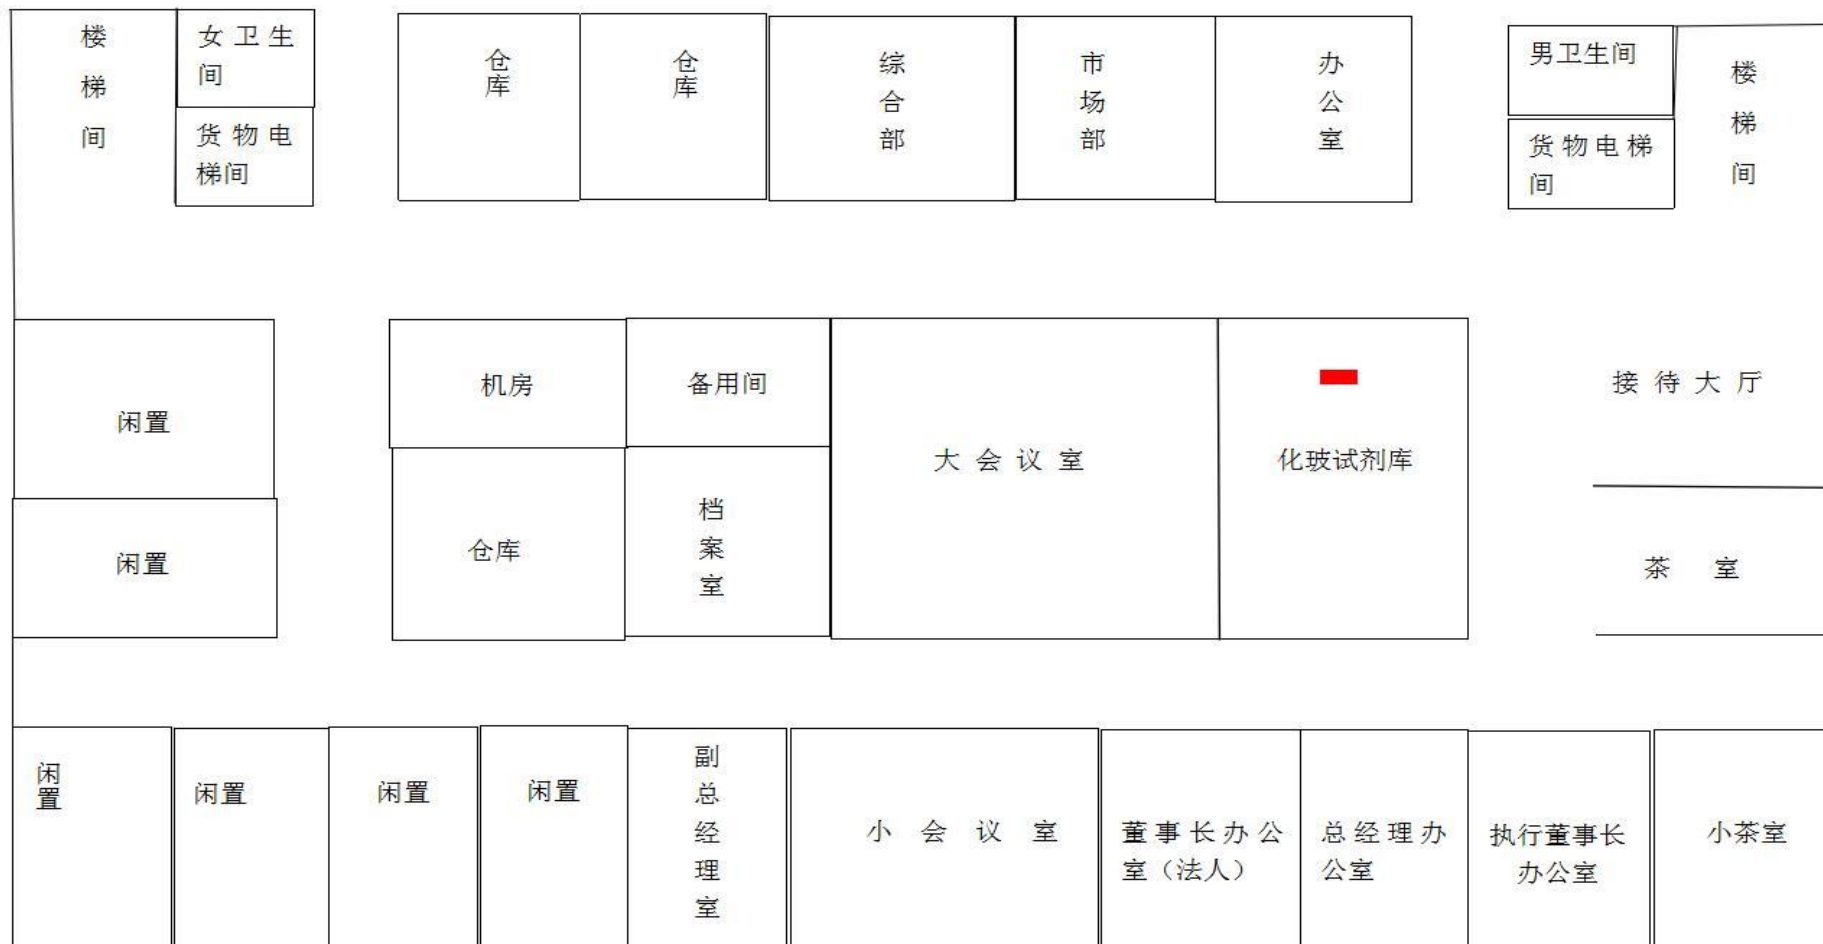 楼梯间
女卫生
间
货物电
梯间
仓库
仓库
综合部
市场部
办公室
男卫生间
货物电梯
间
楼梯间
闲置
机房
备用间
大会议室
化玻试剂库
接待大厅
闲置
仓库
档案室
茶室
闲置
闲置
闲置
闲置
副总经理室
小会议室
董事长办公
室（法人）
总经理办
公室
执行董事长
办公室
小茶室